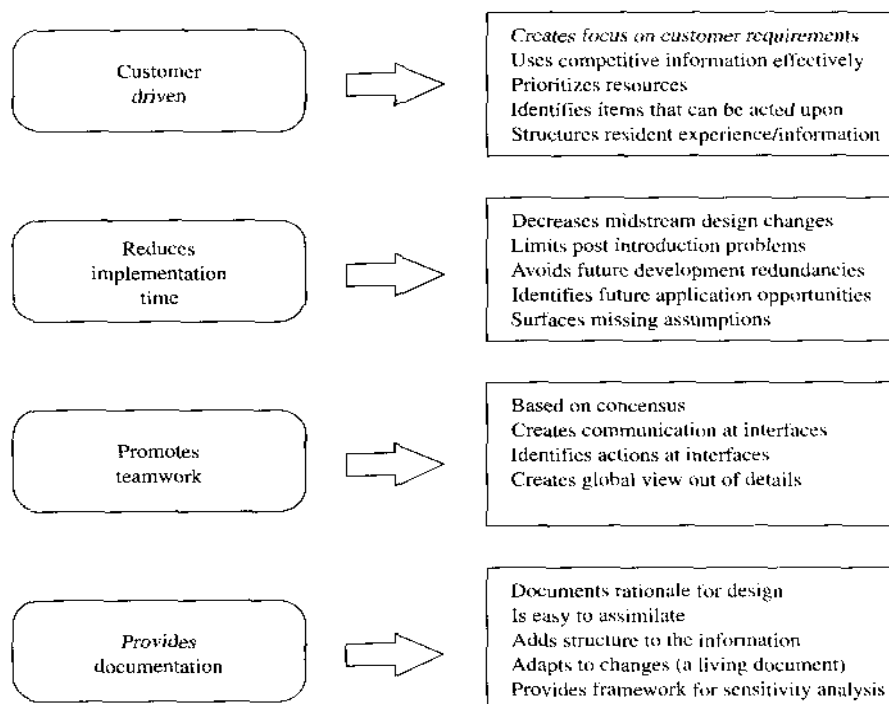 Customer
driven
Creates focus on customer requirements
Uses competitive information effectively
Prioritizes resources
Identifies items that can be acted upon
Structures resident experience/information
Reduces
implementation
time
Decreases midstream design changes
Limits post introduction problems
Avoids future development redundancies
Identifies future application opportunities
Surfaces missing assumptions
Promotes
teamwork
Based on concensus
Creates communication at interfaces
Identifies actions at interfaces
Creates global view out of details
Provides
documentation
Documents rationale for design
Is easy to assimilate
Adds structure to the information
Adapts to changes (a living document)
Provides framework for sensitivity analysis